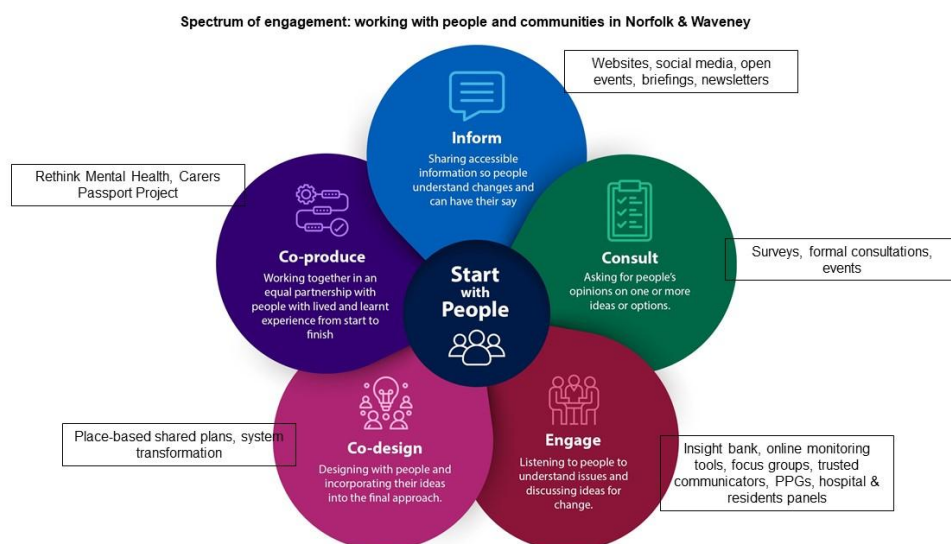 Spectrum of engagement: working with people and communities in Norfolk & Waveney
Websites, social media, open
events, briefings, newsletters
Inform
Sharing accessible
information so people
understand changes and
can have their say
Rethink Mental Health, Carers
Passport Project
Co-produce
Working together in an
equal partnership with
people with lived and learnt
experience from start to
finish
Start
with
People
Consult
Asking for people's
opinions on one or more
ideas or options.
Surveys, formal consultations,
events
Place-based shared plans, system
transformation
Co-design
Designing with people and
incorporating their ideas
into the final approach.
Engage
Listening to people to
understand issues and
discussing ideas for
change.
Insight bank, online monitoring
tools, focus groups, trusted
communicators, PPGs, hospital &
residents panels